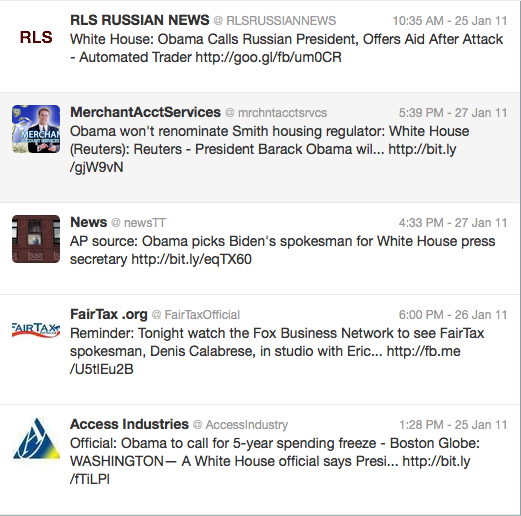 RLS
RLS RUSSIAN NEWS @ RLSRUSSIANNEWS 10:35 AM - 25 Jan 11
White House: Obama Calls Russian President, Offers Aid After Attack
- Automated Trader http://goo.gl/fb/um0CR
MerchantAcctServices @ mrchntacctsrvcs 5:39 PM - 27 Jan 11
Obama won't renominate Smith housing regulator: White House
(Reuters): Reuters - President Barack Obama wil... http://bit.ly
/gjW9vN
News @ newsTT 4:33 PM - 27 Jan 11
AP source: Obama picks Biden's spokesman for White House press
secretary http://bit.ly/eqTX60
FairTax .org @ FairTaxOfficial 6:00 PM - 26 Jan 11
FAIRTAX
Reminder: Tonight watch the Fox Business Network to see FairTax
spokesman, Denis Calabrese, in studio with Eric... http://fb.me
/U5tlEu2B
Access Industries @ AccessIndustry 1:28 PM - 25 Jan 11
Official: Obama to call for 5-year spending freeze - Boston Globe:
WASHINGTON— A White House official says Presi... http://bit.ly
/fTiLPl